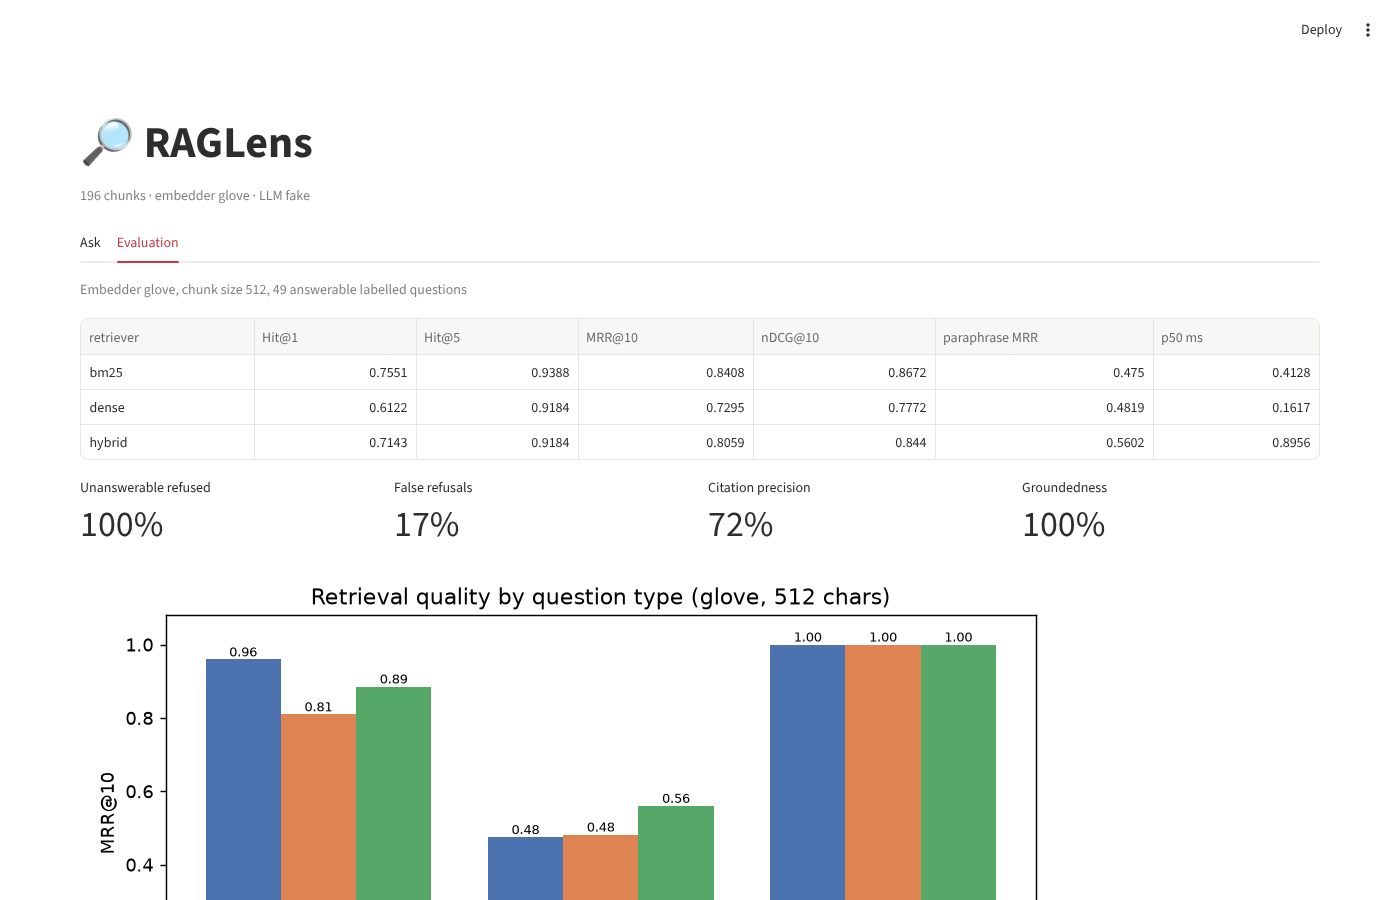 Deploy
RAGLens
196 chunks · embedder glove · LLM fake
Ask Evaluation
Embedder glove, chunk size 512, 49 answerable labelled questions
retriever Hit@1 Hit@5 MRR@10 nDCG@10 paraphrase MRR p50 ms
bm25 0.7551 0.9388 0.8408 0.8672 0.475 0.4128
dense 0.6122 0.9184 0.7295 0.7772 0.4819 0.1617
hybrid 0.7143 0.9184 0.8059 0.844 0.5602 0.8956
Unanswerable refused False refusals Citation precision Groundedness
100% 17% 72% 100%
Retrieval quality by question type (glove, 512 chars)
1.0 0.96 0.81 0.89 1.00 1.00 1.00
0.8
0.6 0.48 0.48 0.56
0.4
MRR@10